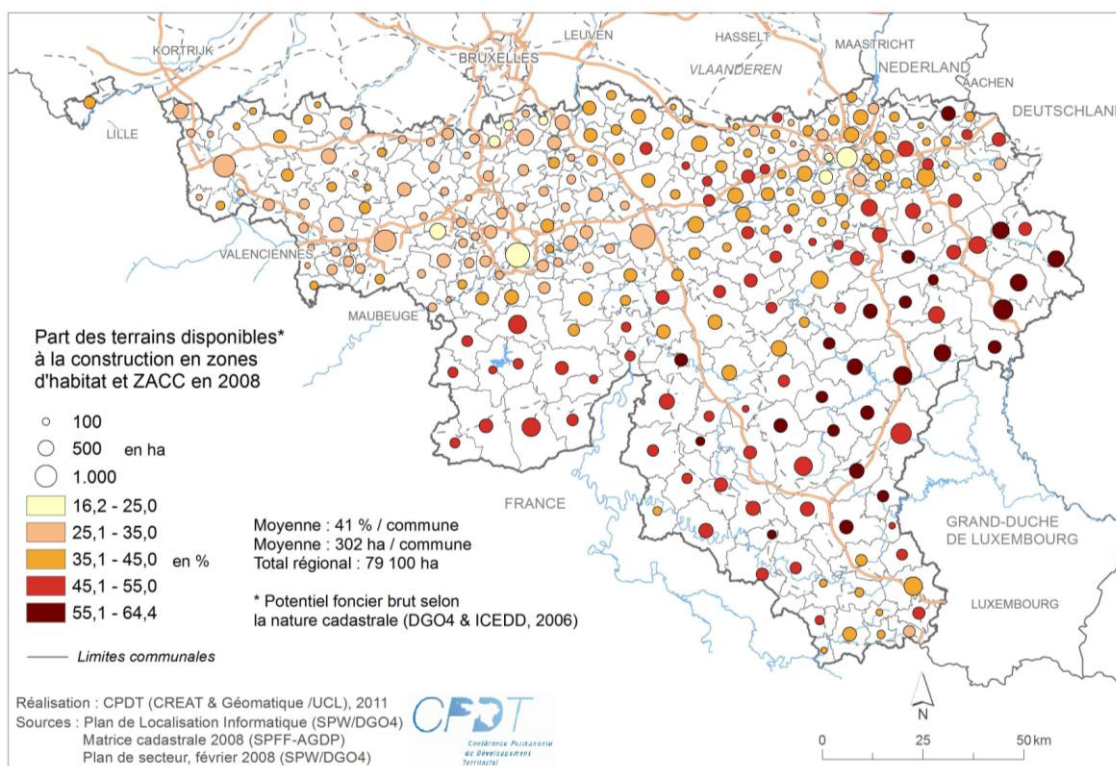 KORTRIJK
LEUVEN
HASSELT
MAASTRICHT
BRUXELLES
VLAANDEREN
NEDERLAND
AACHEN
LILLE
DEUTSCHLAND
VALENCIENNES
MAUBEUGE
Part des terrains disponibles*
à la construction en zones
d'habitat et ZACC en 2008
100
500 en ha
1.000
16,2 - 25,0
25,1 - 35,0
35,1 - 45,0 en %
45,1 - 55,0
55,1 - 64,4
Limites communales
FRANCE
Moyenne : 41 % / commune
Moyenne : 302 ha / commune
Total régional : 79 100 ha
* Potentiel foncier brut selon
la nature cadastrale (DGO4 & ICEDD, 2006)
GRAND-DUCHE
DE LUXEMBOURG
LUXEMBOURG
Réalisation : CPDT (CREAT & Géomatique /UCL), 2011
Sources : Plan de Localisation Informatique (SPW/DGO4)
Matrice cadastrale 2008 (SPFF-AGDP)
Plan de secteur, février 2008 (SPW/DGO4)
CPDT
Conférence Permanente
du Développement
Territorial
N
0 25 50 km